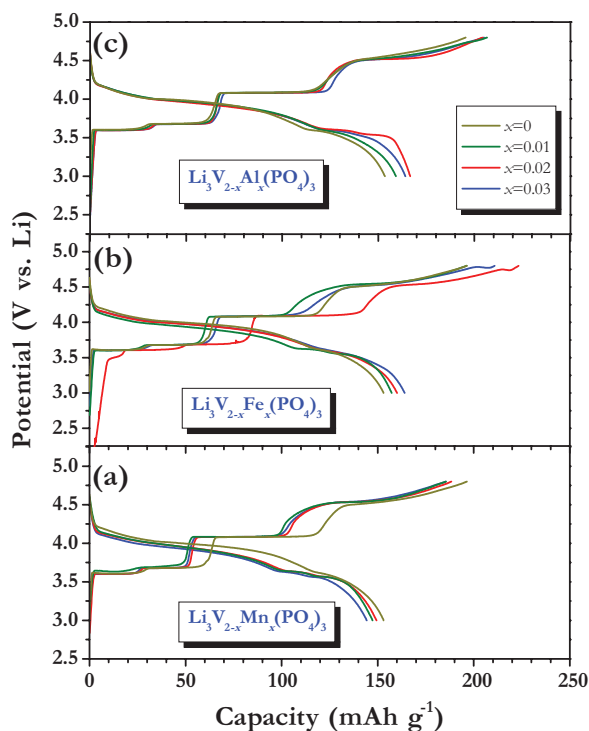 (c)
5.0
4.5
4.0
3.5
3.0
2.5
x=0
x=0.01
x=0.02
x=0.03
Li₃V₂₋ₓAlₓ(PO₄)₃
(b)
5.0
4.5
4.0
3.5
3.0
2.5
Li₃V₂₋ₓFeₓ(PO₄)₃
Potential (V vs. Li)
(a)
5.0
4.5
4.0
3.5
3.0
2.5
Li₃V₂₋ₓMnₓ(PO₄)₃
0 50 100 150 200 250
Capacity (mAh g⁻¹)